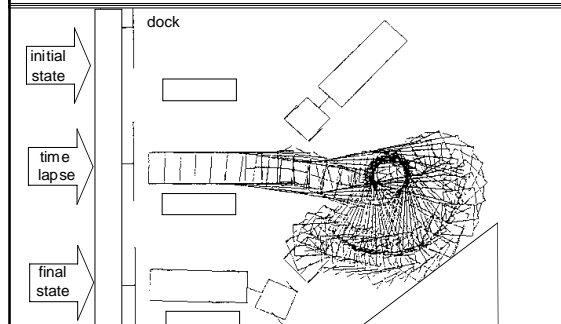 dock
initial
state
time
lapse
final
state